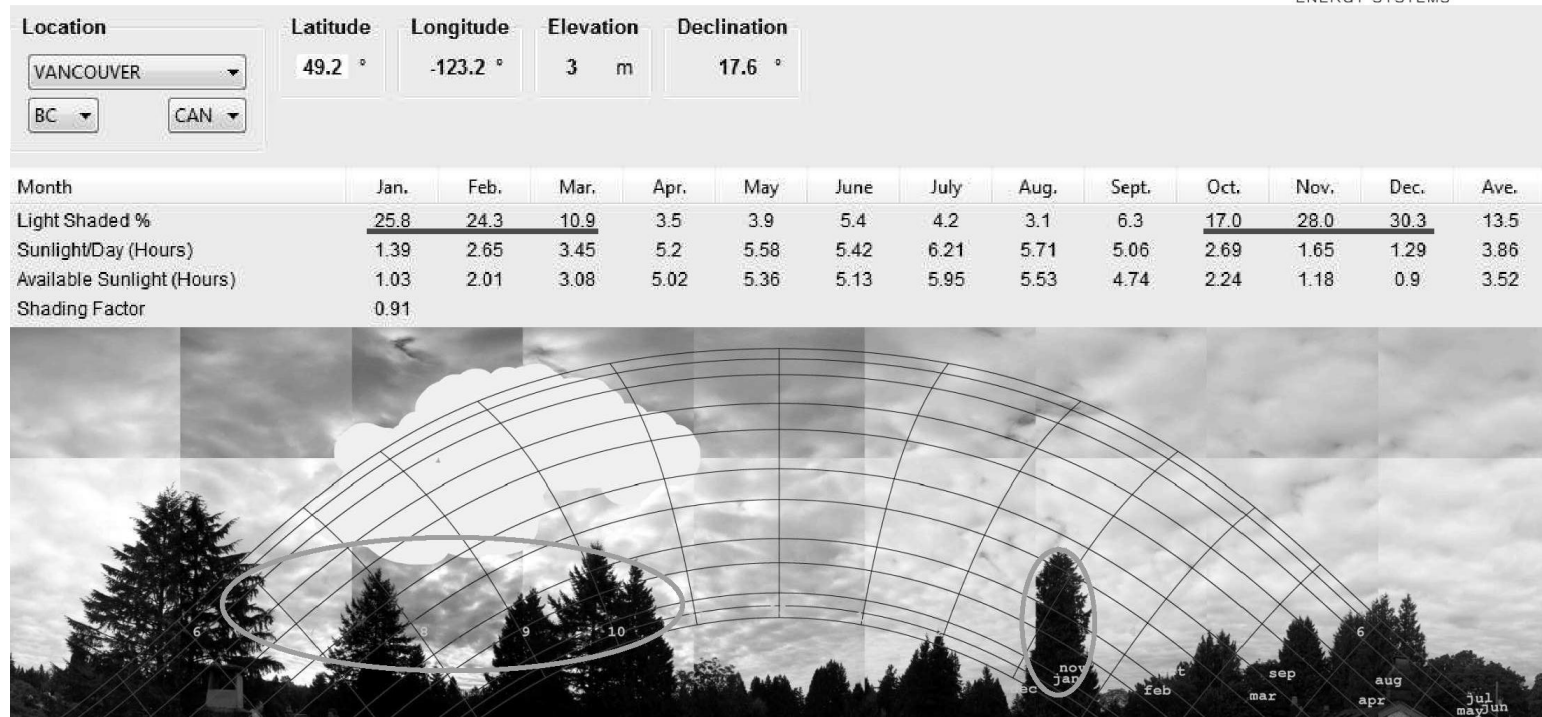 ENERGY SYSTEMS
Location Latitude Longitude Elevation Declination
VANCOUVER 49.2 ° -123.2 ° 3 m 17.6 °
BC CAN
Month Jan. Feb. Mar. Apr. May June July Aug. Sept. Oct. Nov. Dec. Ave.
Light Shaded % 25.8 24.3 10.9 3.5 3.9 5.4 4.2 3.1 6.3 17.0 28.0 30.3 13.5
Sunlight/Day (Hours) 1.39 2.65 3.45 5.2 5.58 5.42 6.21 5.71 5.06 2.69 1.65 1.29 3.86
Available Sunlight (Hours) 1.03 2.01 3.08 5.02 5.36 5.13 5.95 5.53 4.74 2.24 1.18 0.9 3.52
Shading Factor 0.91
6 8 9 10 6
nov sep
jan feb mar aug
apr jul
may jun